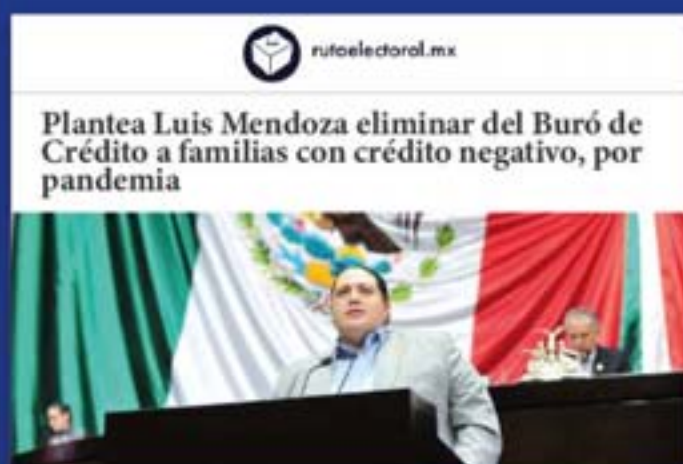 rutaelectoral.mx
Plantea Luis Mendoza eliminar del Buró de
Crédito a familias con crédito negativo, por
pandemia